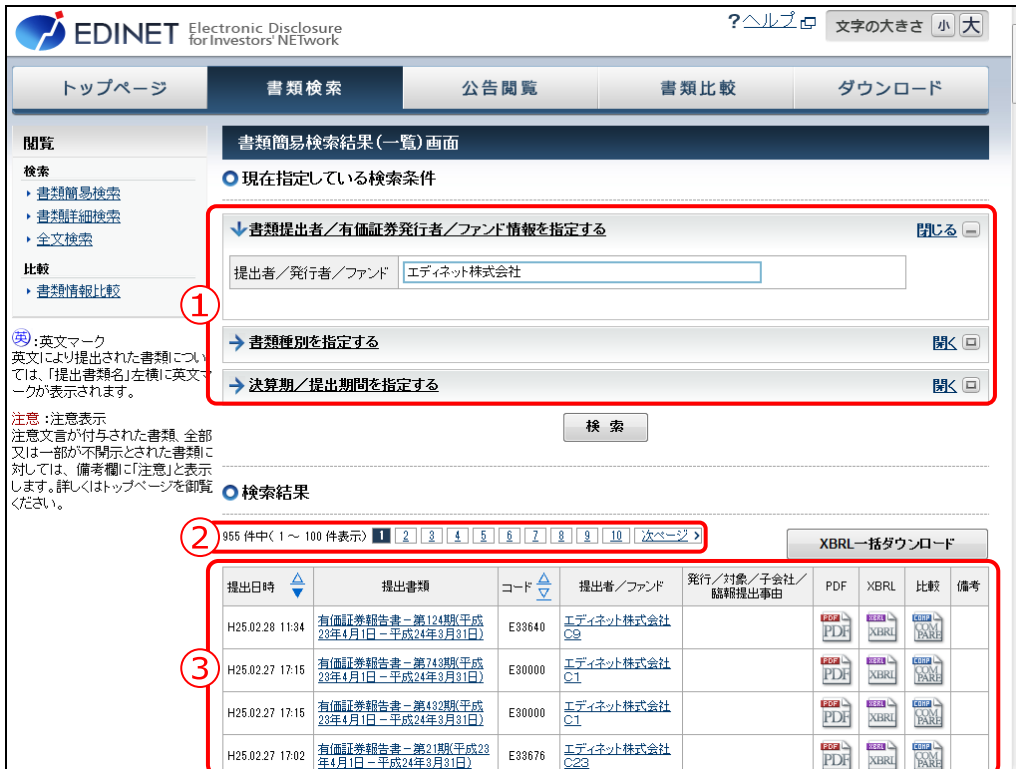 EDINET Electronic Disclosure for Investors' NETwork
?ヘルプ 文字の大きさ 小 大
トップページ 書類検索 公告閲覧 書類比較 ダウンロード
閲覧
検索
書類簡易検索
書類詳細検索
全文検索
比較
書類情報比較
英:英文マーク
英文により提出された書類につい
ては、「提出書類名」左横に英文マ
ークが表示されます。
注意:注意表示
注意文言が付与された書類、全部
又は一部が不開示とされた書類に
対しては、備考欄に「注意」と表示
します。詳しくはトップページを御覧
ください。
書類簡易検索結果(一覧)画面
現在指定している検索条件
①
書類提出者/有価証券発行者/ファンド情報を指定する 閉じる
提出者/発行者/ファンド エディネット株式会社
書類種別を指定する 開く
決算期/提出期間を指定する 開く
検 索
検索結果
②
955 件中( 1 ~ 100 件表示) 1 2 3 4 5 6 7 8 9 10 次ページ
XBRL一括ダウンロード
③
提出日時 提出書類 コード 提出者/ファンド 発行/対象/子会社/ PDF XBRL 比較 備考
臨報提出事由
H25.02.28 11:34 有価証券報告書-第124期(平成 E33640 エディネット株式会社 PDF XBRL COMP
23年4月1日-平成24年3月31日) C9 PDF XBRL COMPARE
H25.02.27 17:15 有価証券報告書-第743期(平成 E30000 エディネット株式会社 PDF XBRL COMP
23年4月1日-平成24年3月31日) C1 PDF XBRL COMPARE
H25.02.27 17:15 有価証券報告書-第432期(平成 E30000 エディネット株式会社 PDF XBRL COMP
23年4月1日-平成24年3月31日) C1 PDF XBRL COMPARE
H25.02.27 17:02 有価証券報告書-第21期(平成23 E33676 エディネット株式会社 PDF XBRL COMP
年4月1日-平成24年3月31日) C23 PDF XBRL COMPARE